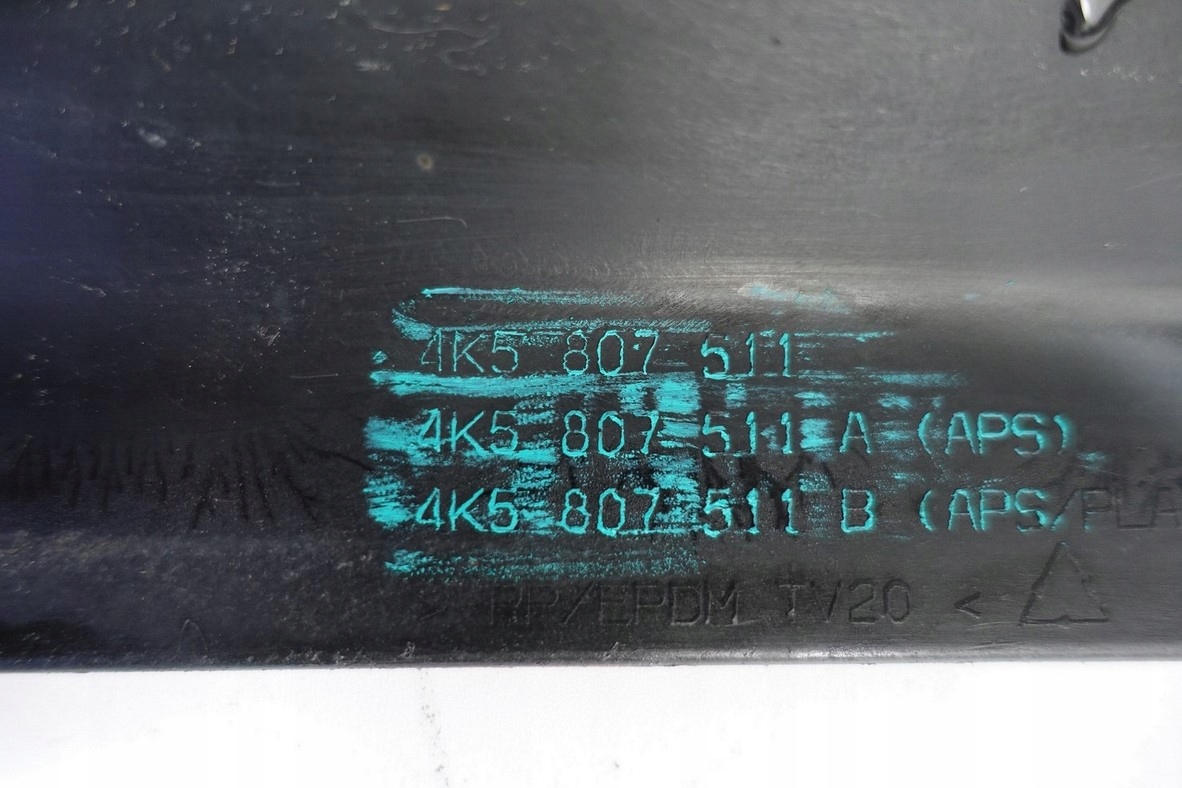 4K5 807 511
4K5 807 511 A (APS)
4K5 807 511 B (APS/PLA
> PP/EPDM TV20 <